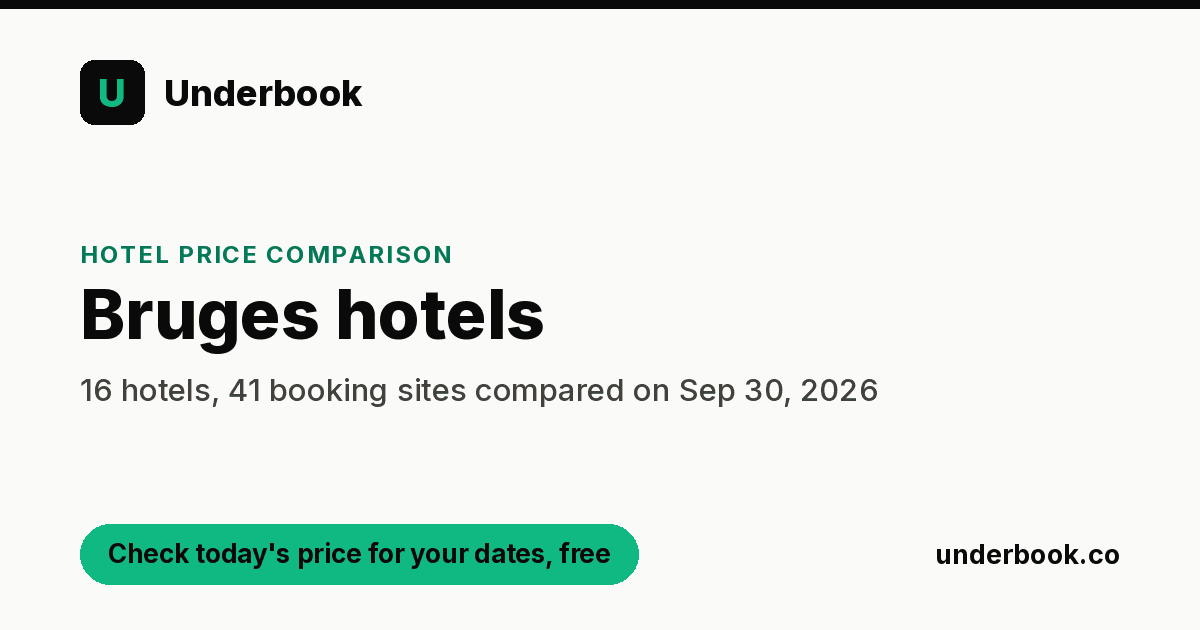 U Underbook
HOTEL PRICE COMPARISON
Bruges hotels
16 hotels, 41 booking sites compared on Sep 30, 2026
Check today's price for your dates, free
underbook.co